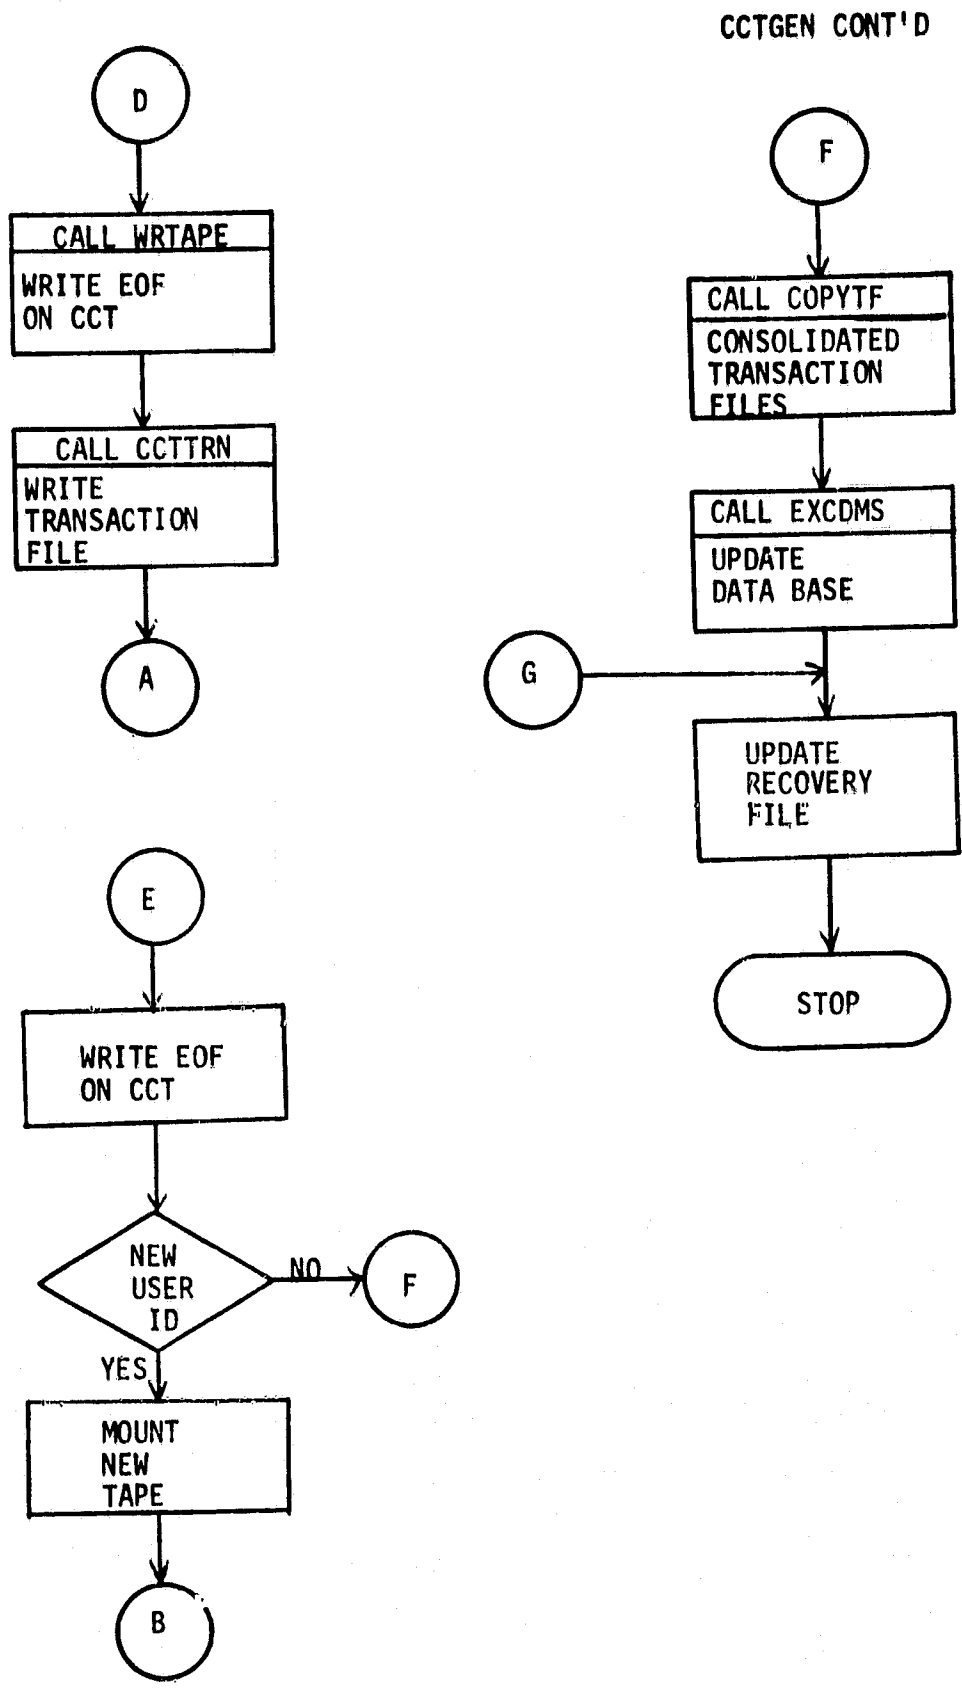 CCTGEN CONT'D
D
CALL WRTAPE
WRITE EOF
ON CCT
CALL CCTTRN
WRITE
TRANSACTION
FILE
A
E
WRITE EOF
ON CCT
NEW
USER
ID
NO
F
YES
MOUNT
NEW
TAPE
B
F
CALL COPYTF
CONSOLIDATED
TRANSACTION
FILES
CALL EXCDMS
UPDATE
DATA BASE
G
UPDATE
RECOVERY
FILE
STOP